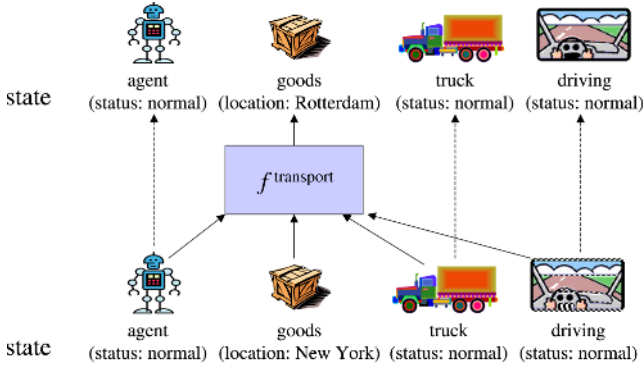 agent goods truck driving
state (status: normal) (location: Rotterdam) (status: normal) (status: normal)
f transport
agent goods truck driving
state (status: normal) (location: New York) (status: normal) (status: normal)